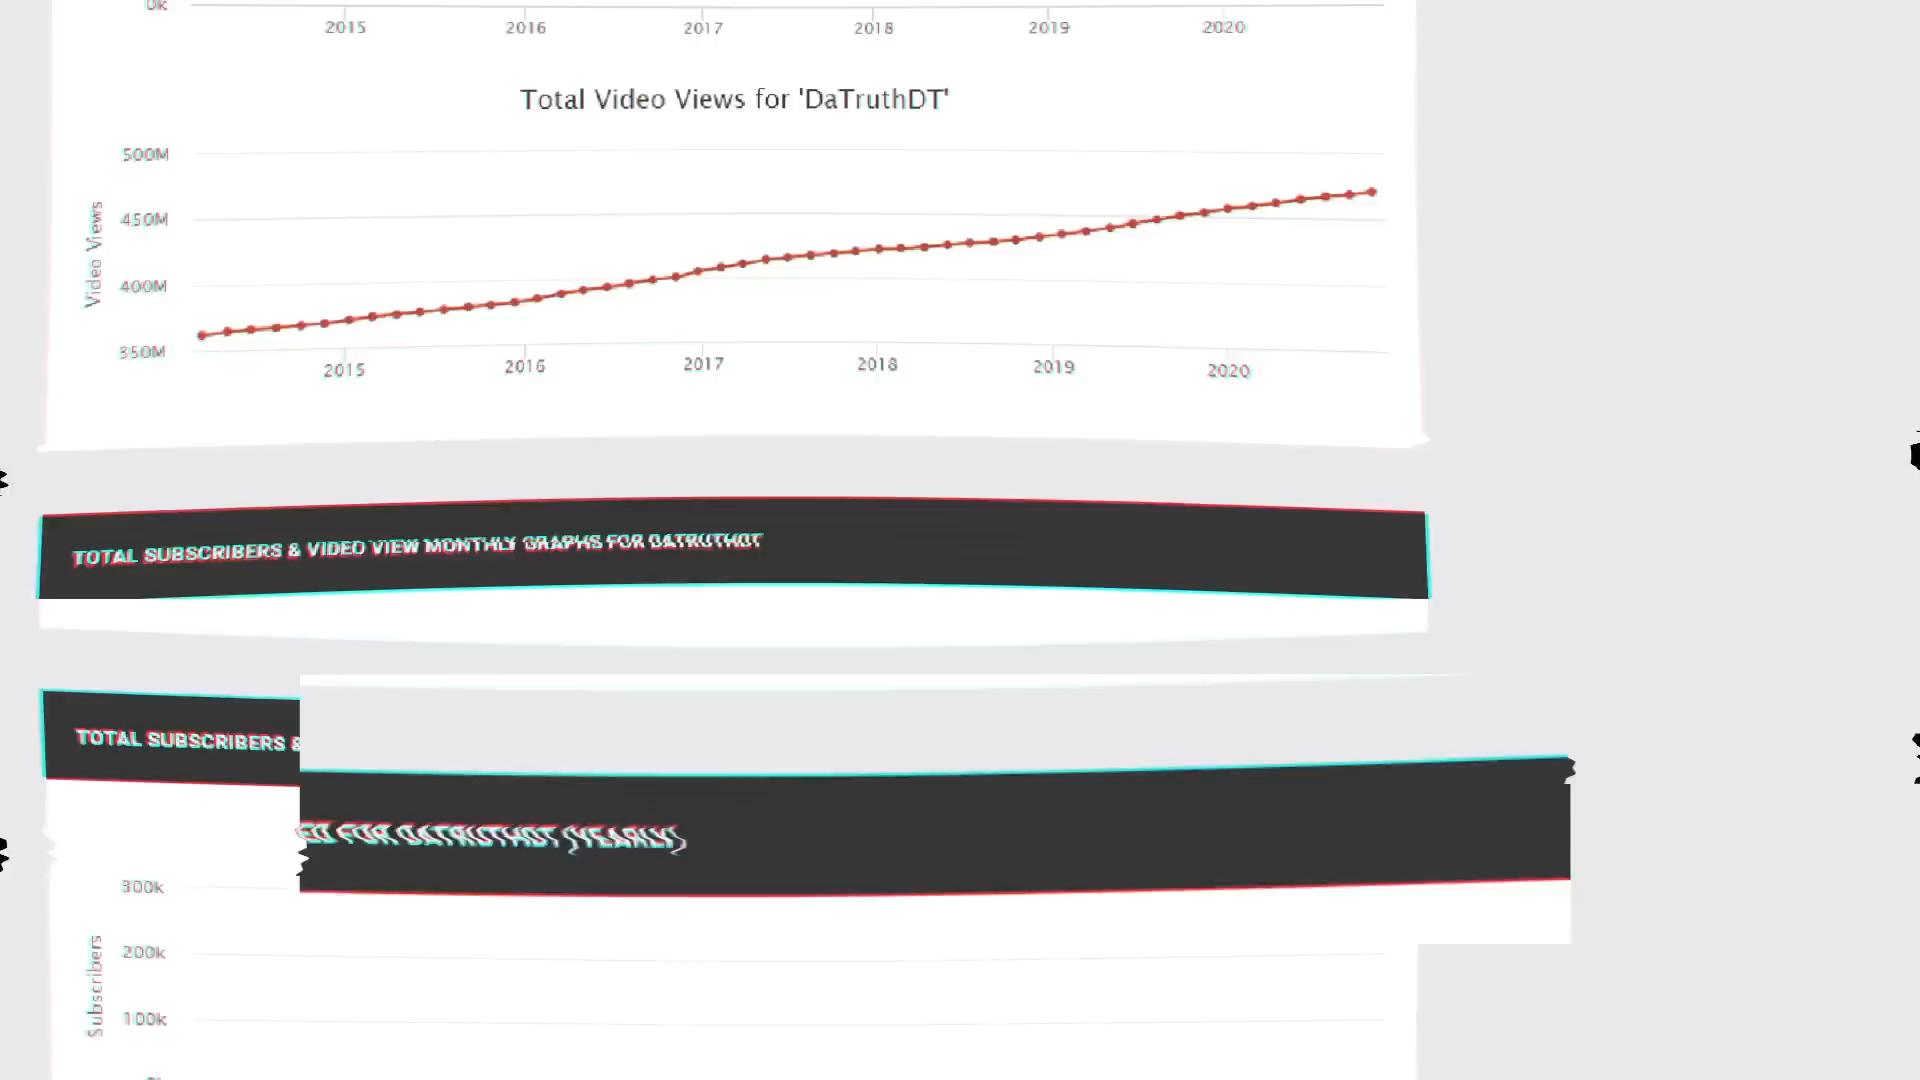 0k
2015 2016 2017 2018 2019 2020
Total Video Views for 'DaTruthDT'
500M
450M
400M
350M
Video Views
2015 2016 2017 2018 2019 2020
TOTAL SUBSCRIBERS & VIDEO VIEW MONTHLY GRAPHS FOR DATRUTHDT
TOTAL SUBSCRIBERS &
FOR DATRUTHDT (YEARLY)
300k
200k
100k
Subscribers